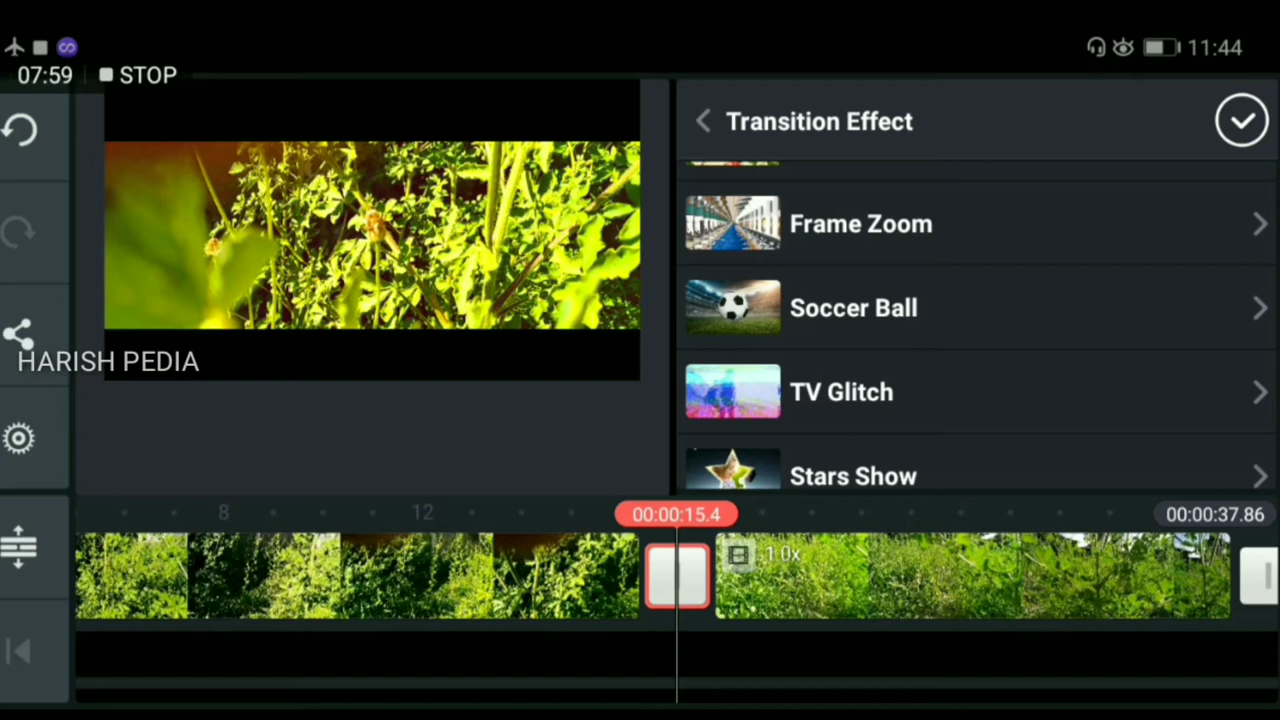 11:44
07:59 STOP
Transition Effect
Frame Zoom
Soccer Ball
HARISH PEDIA
TV Glitch
Stars Show
8 12 00:00:15.4 00:00:37.86
1.0x